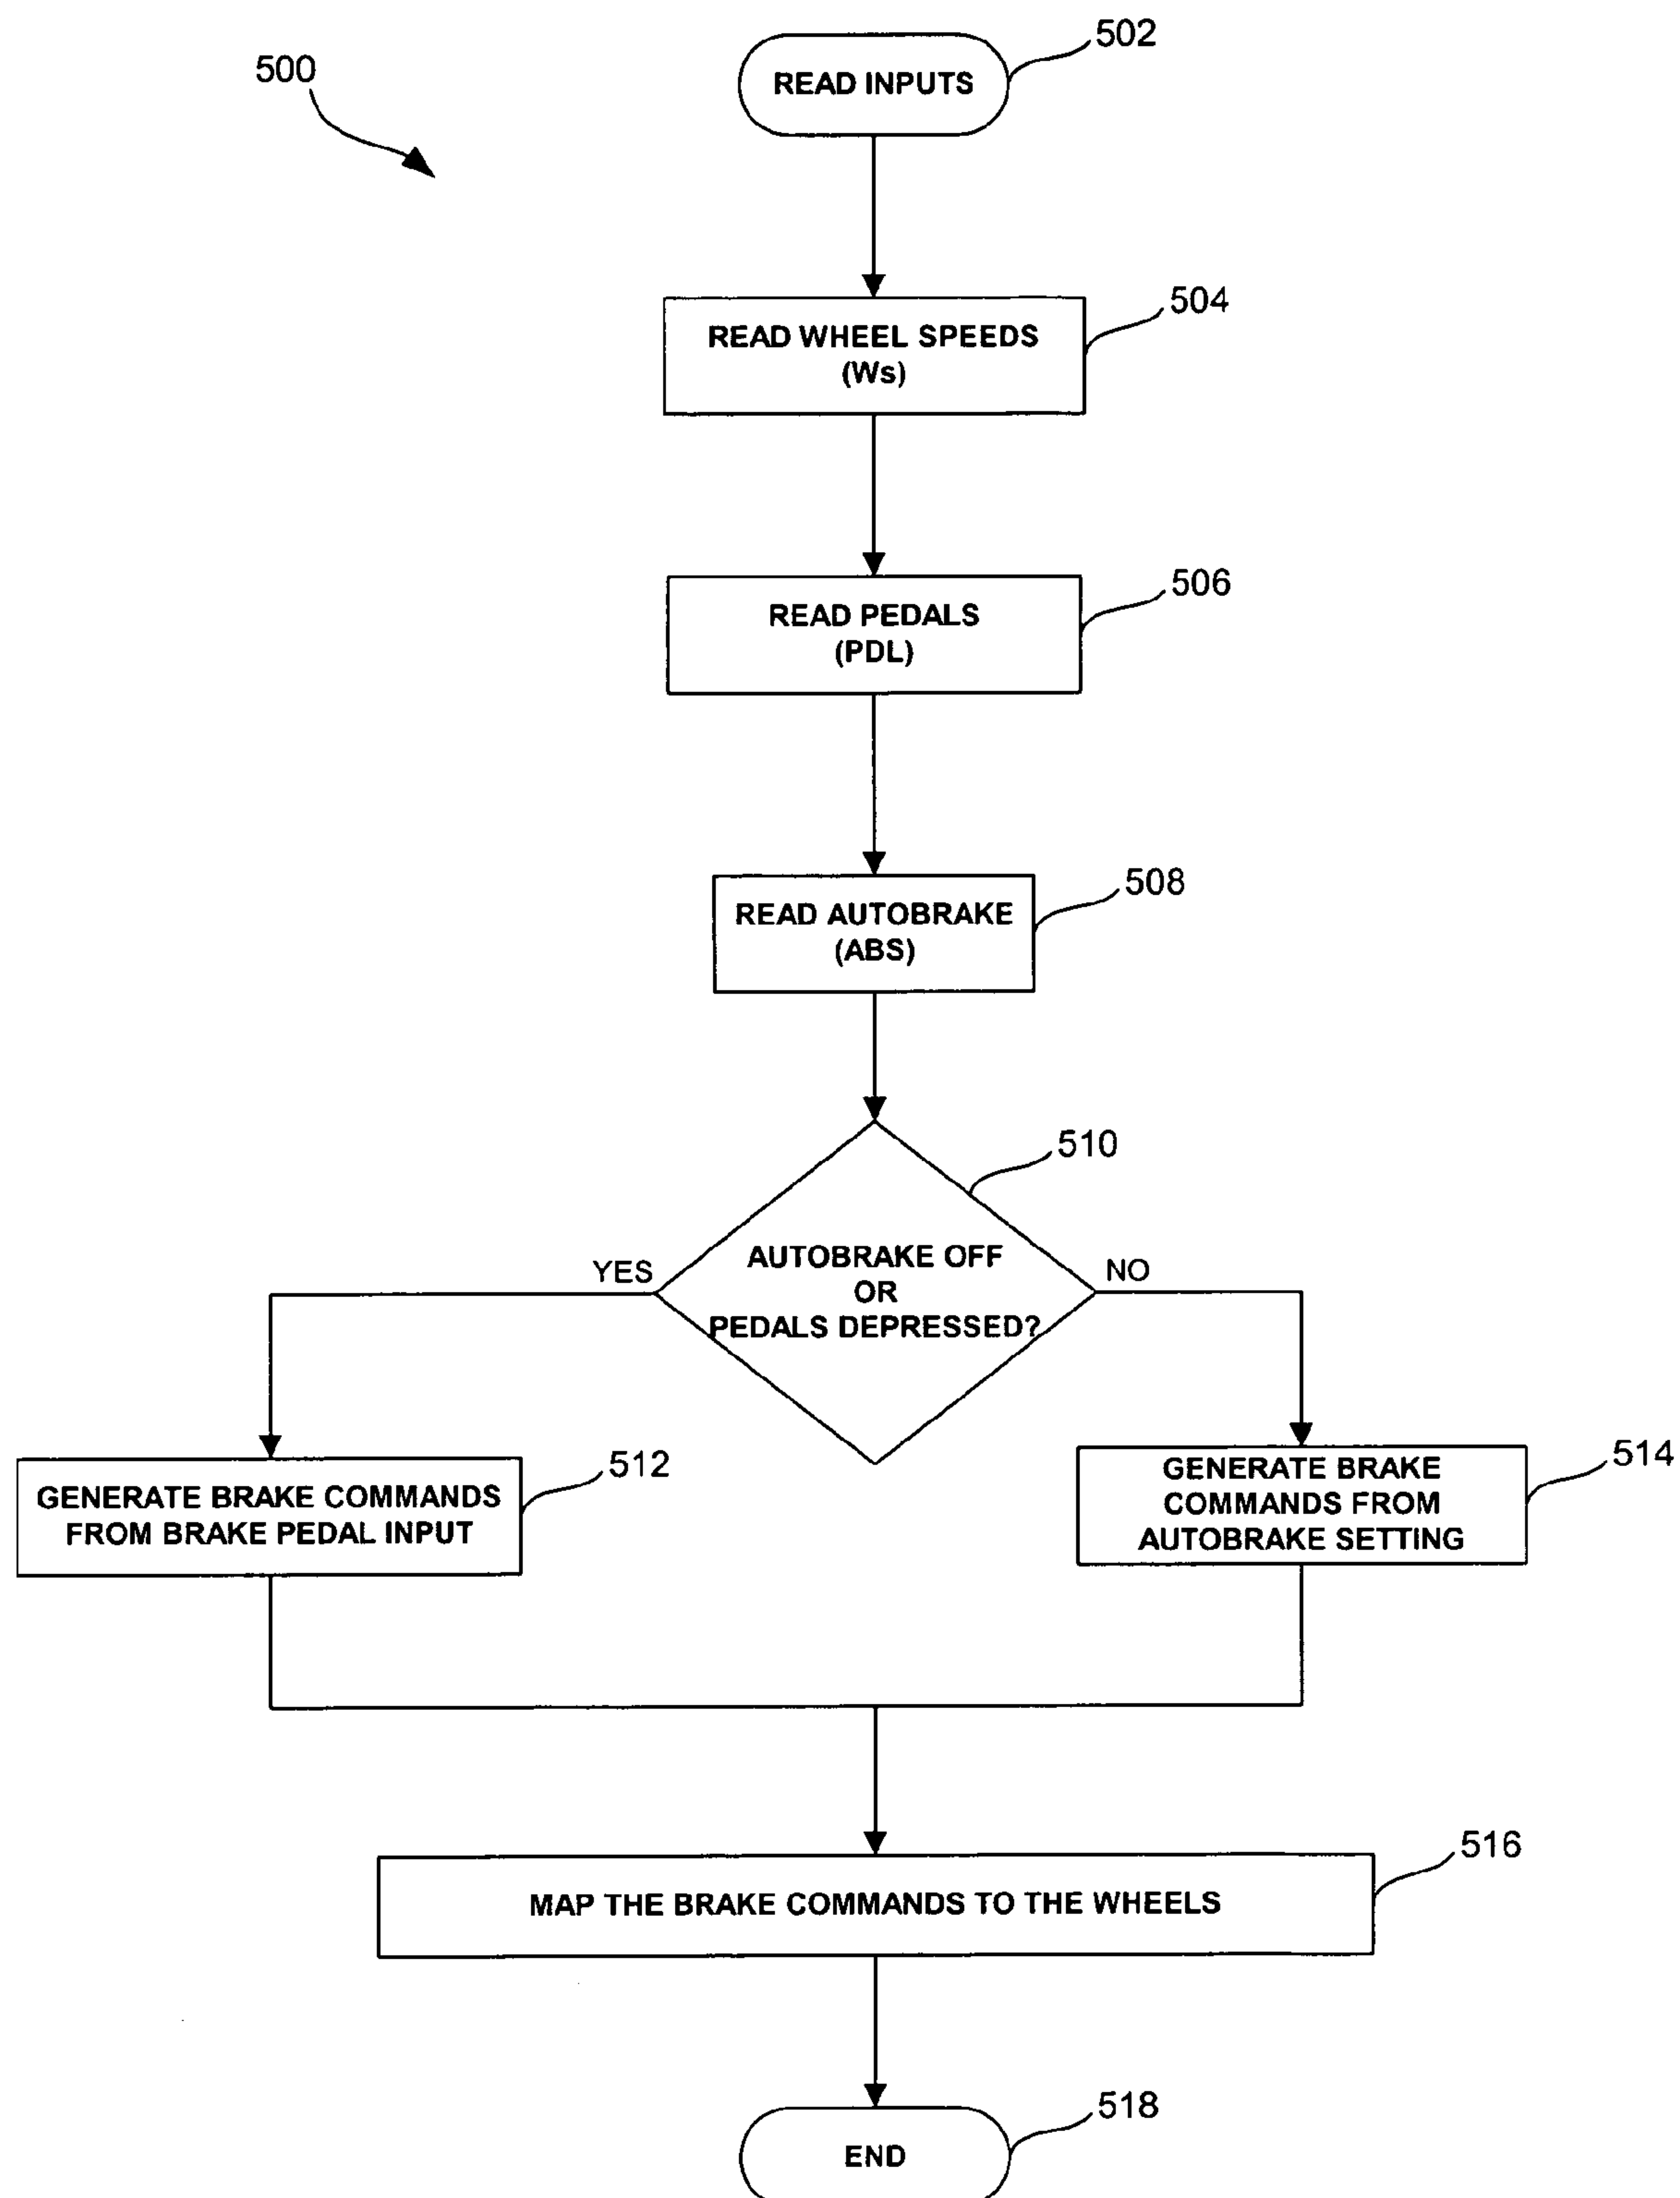 500
502
READ INPUTS
504
READ WHEEL SPEEDS
(Ws)
506
READ PEDALS
(PDL)
508
READ AUTOBRAKE
(ABS)
510
AUTOBRAKE OFF
OR
PEDALS DEPRESSED?
YES
NO
512
GENERATE BRAKE COMMANDS
FROM BRAKE PEDAL INPUT
514
GENERATE BRAKE
COMMANDS FROM
AUTOBRAKE SETTING
516
MAP THE BRAKE COMMANDS TO THE WHEELS
518
END